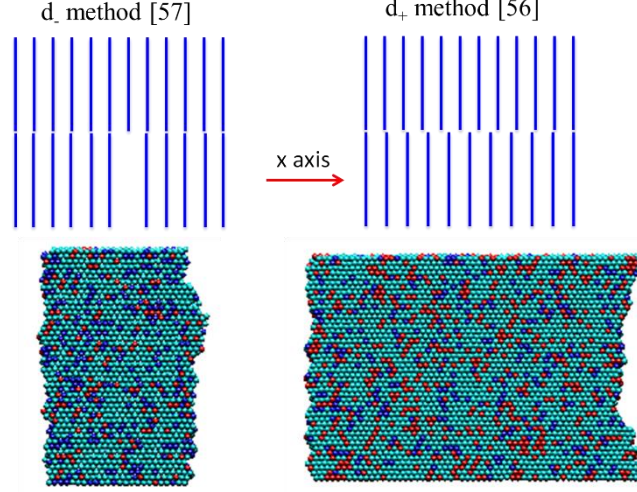 d- method [57]
d+ method [56]
x axis